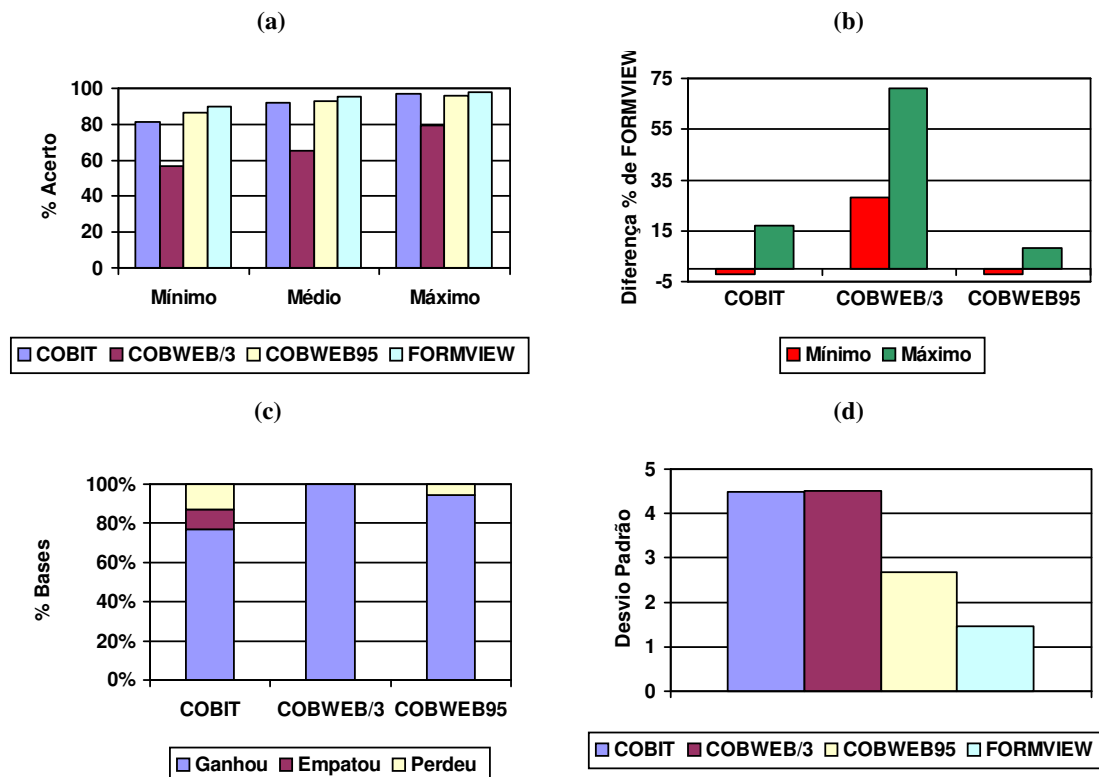 (a)
% Acerto
100
80
60
40
20
0
Mínimo Médio Máximo
COBIT COBWEB/3 COBWEB95 FORMVIEW
(b)
Diferença % de FORMVIEW
75
55
35
15
-5
COBIT COBWEB/3 COBWEB95
Mínimo Máximo
(c)
% Bases
100%
80%
60%
40%
20%
0%
COBIT COBWEB/3 COBWEB95
Ganhou Empatou Perdeu
(d)
Desvio Padrão
5
4
3
2
1
0
COBIT COBWEB/3 COBWEB95 FORMVIEW